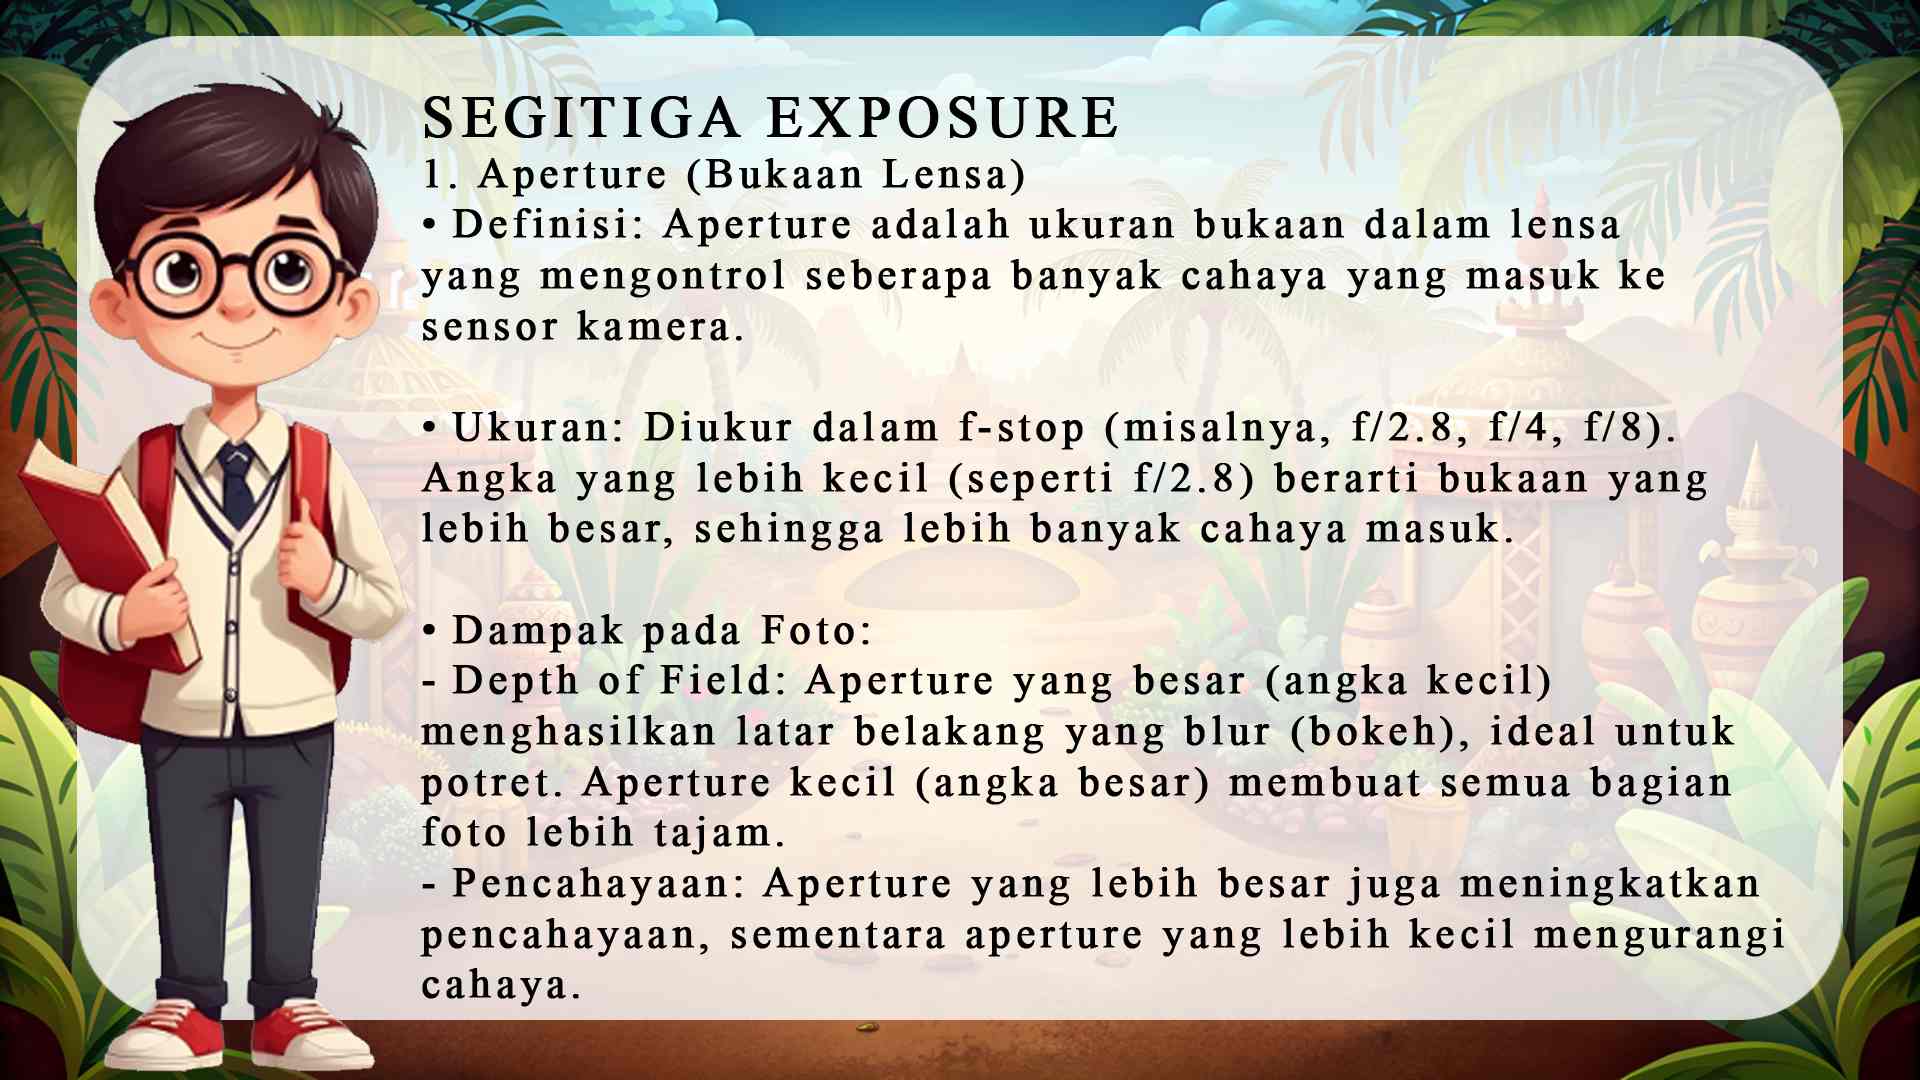 SEGITIGA EXPOSURE
1. Aperture (Bukaan Lensa)
• Definisi: Aperture adalah ukuran bukaan dalam lensa
yang mengontrol seberapa banyak cahaya yang masuk ke
sensor kamera.
• Ukuran: Diukur dalam f-stop (misalnya, f/2.8, f/4, f/8).
Angka yang lebih kecil (seperti f/2.8) berarti bukaan yang
lebih besar, sehingga lebih banyak cahaya masuk.
• Dampak pada Foto:
- Depth of Field: Aperture yang besar (angka kecil)
menghasilkan latar belakang yang blur (bokeh), ideal untuk
potret. Aperture kecil (angka besar) membuat semua bagian
foto lebih tajam.
- Pencahayaan: Aperture yang lebih besar juga meningkatkan
pencahayaan, sementara aperture yang lebih kecil mengurangi
cahaya.